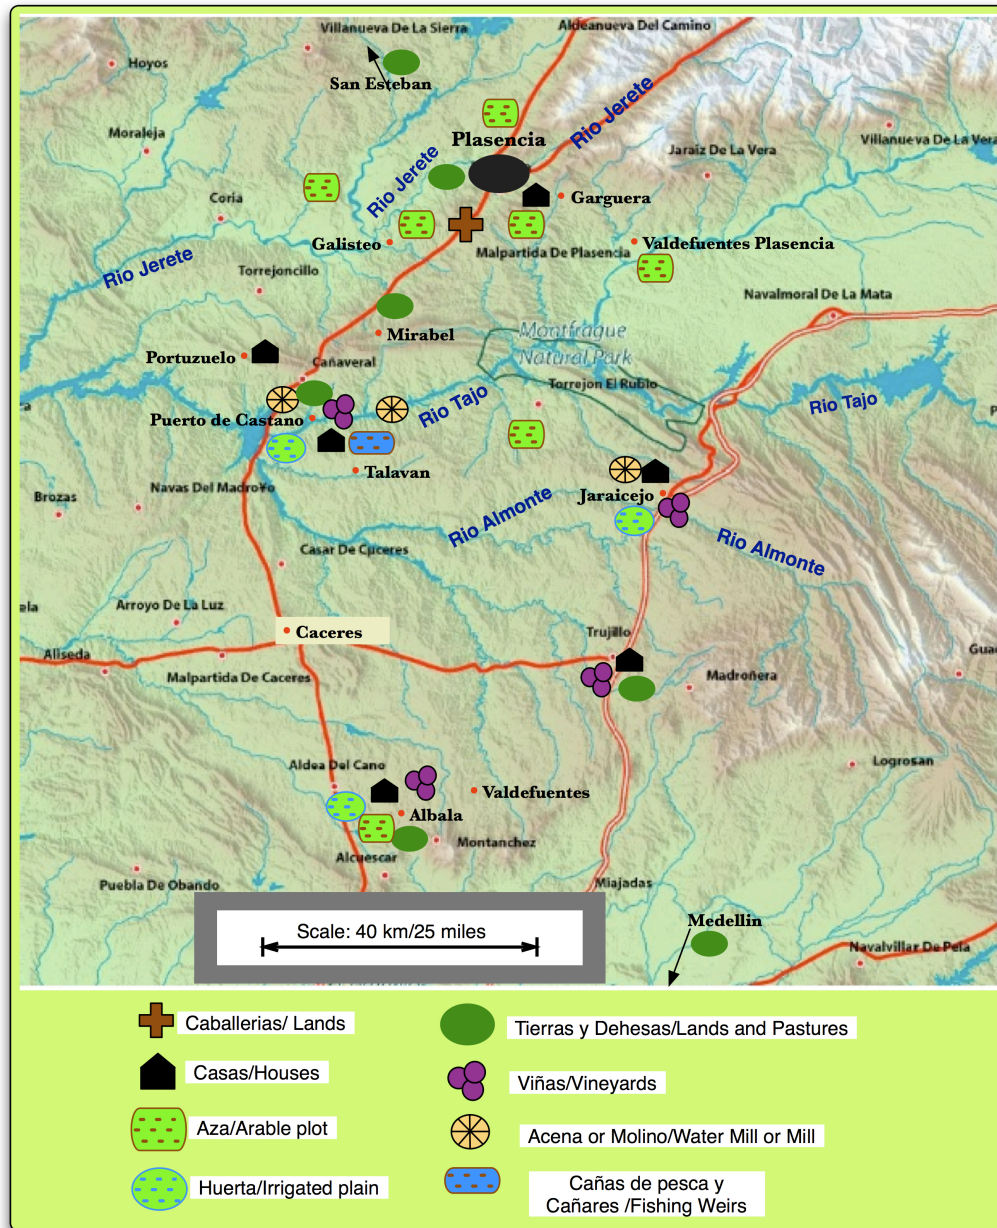 Villanueva De La Sierra
Aldeanueva Del Camino
Hoyos
San Esteban
Rio Jerete
Moraleja
Plasencia
Villanueva De La Vera
Jaraiz De La Vera
Rio Jerete
Coria
Garguera
Galisteo
Malpartida De Plasencia
Valdefuentes Plasencia
Rio Jerete
Torrejoncillo
Navalmoral De La Mata
Mirabel
Montfrague
Natural Park
Portuzuelo
Cañaveral
Torrejon El Rubio
Rio Tajo
Rio Tajo
Puerto de Castano
Talavan
Brozas
Navas Del Madro¥o
Jaraicejo
Rio Almonte
Rio Almonte
Casar De Caceres
ela
Arroyo De La Luz
Caceres
Trujillo
Aliseda
Gua
Malpartida De Caceres
Madroñera
Aldea Del Cano
Logrosan
Valdefuentes
Albala
Montanchez
Alcuescar
Puebla De Obando
Miajadas
Medellin
Scale: 40 km/25 miles
Navalvillar De Pela
Caballerias/ Lands
Tierras y Dehesas/Lands and Pastures
Casas/Houses
Viñas/Vineyards
Aza/Arable plot
Acena or Molino/Water Mill or Mill
Huerta/Irrigated plain
Cañas de pesca y
Cañares /Fishing Weirs